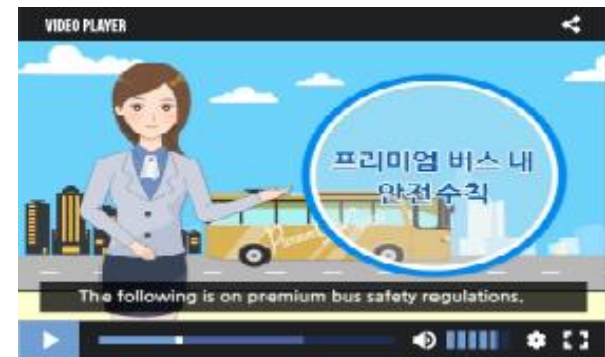 VIDEO PLAYER
프리미엄 버스 내
안전수칙
The following is on premium bus safety regulations.